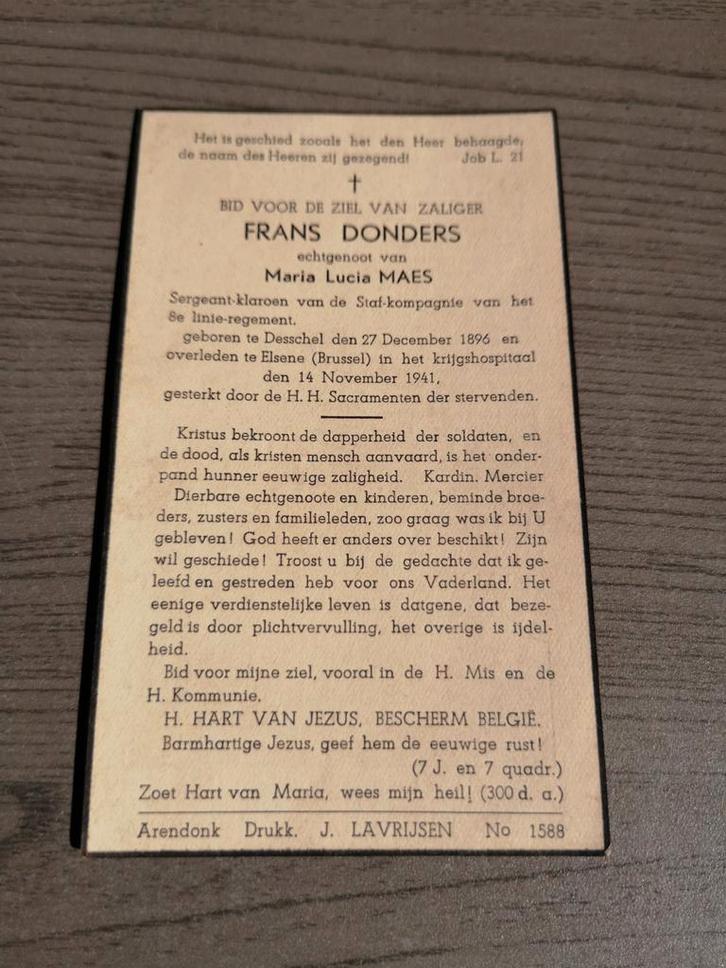 Het is geschied zooals het den Heer behaagde,
de naam des Heeren zij gezegend! Job L. 21
BID VOOR DE ZIEL VAN ZALIGER
FRANS DONDERS
echtgenoot van
Maria Lucia MAES
Sergeant-klaroen van de Staf-kompagnie van het
8e linie-regement.
geboren te Desschel den 27 December 1896 en
overleden te Elsene (Brussel) in het krijgshospitaal
den 14 November 1941,
gesterkt door de H. H. Sacramenten der stervenden.
Kristus bekroont de dapperheid der soldaten, en
de dood, als kristen mensch aanvaard, is het onder-
pand hunner eeuwige zaligheid. Kardin. Mercier
Dierbare echtgenoote en kinderen, beminde broe-
ders, zusters en familieleden, zoo graag was ik bij U
gebleven! God heeft er anders over beschikt! Zijn
wil geschiede! Troost u bij de gedachte dat ik ge-
leefd en gestreden heb voor ons Vaderland. Het
eenige verdienstelijke leven is datgene, dat beze-
geld is door plichtvervulling, het overige is ijdel-
heid.
Bid voor mijne ziel, vooral in de H. Mis en de
H. Kommunie.
H. HART VAN JEZUS, BESCHERM BELGIË.
Barmhartige Jezus, geef hem de eeuwige rust!
(7 J. en 7 quadr.)
Zoet Hart van Maria, wees mijn heil! (300 d. a.)
Arendonk Drukk. J. LAVRIJSEN No 1588